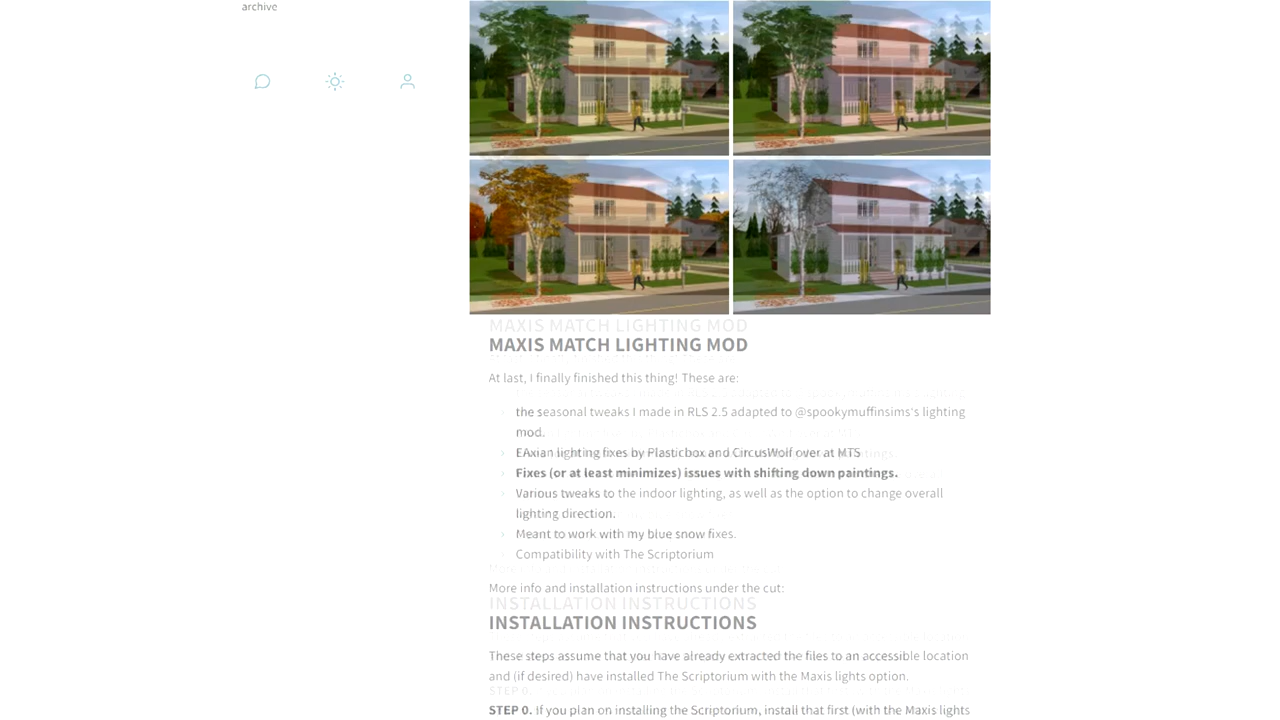 archive
MAXIS MATCH LIGHTING MOD
At last, I finally finished this thing! These are:
the seasonal tweaks I made in RLS 2.5 adapted to @spookymuffinsims's lighting
mod.
EAxian lighting fixes by Plasticbox and CircusWolf over at MTS
Fixes (or at least minimizes) issues with shifting down paintings.
Various tweaks to the indoor lighting, as well as the option to change overall
lighting direction.
Meant to work with my blue snow fixes.
Compatibility with The Scriptorium
More info and installation instructions under the cut:
INSTALLATION INSTRUCTIONS
These steps assume that you have already extracted the files to an accessible location
and (if desired) have installed The Scriptorium with the Maxis lights option.
STEP 0. If you plan on installing the Scriptorium, install that first (with the Maxis lights